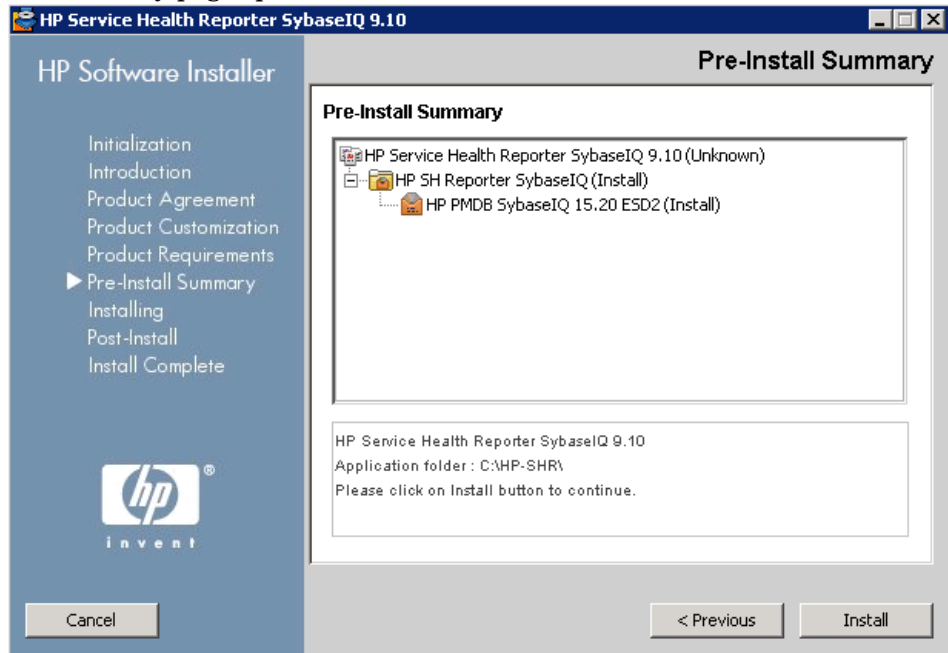 HP Service Health Reporter SybaseIQ 9.10
HP Software Installer
Initialization
Introduction
Product Agreement
Product Customization
Product Requirements
Pre-Install Summary
Installing
Post-Install
Install Complete
hp ®
invent
Pre-Install Summary
Pre-Install Summary
HP Service Health Reporter SybaseIQ 9.10 (Unknown)
HP SH Reporter SybaseIQ (Install)
HP PMDB SybaseIQ 15.20 ESD2 (Install)
HP Service Health Reporter SybaseIQ 9.10
Application folder : C:\HP-SHR\
Please click on Install button to continue.
Cancel
< Previous
Install